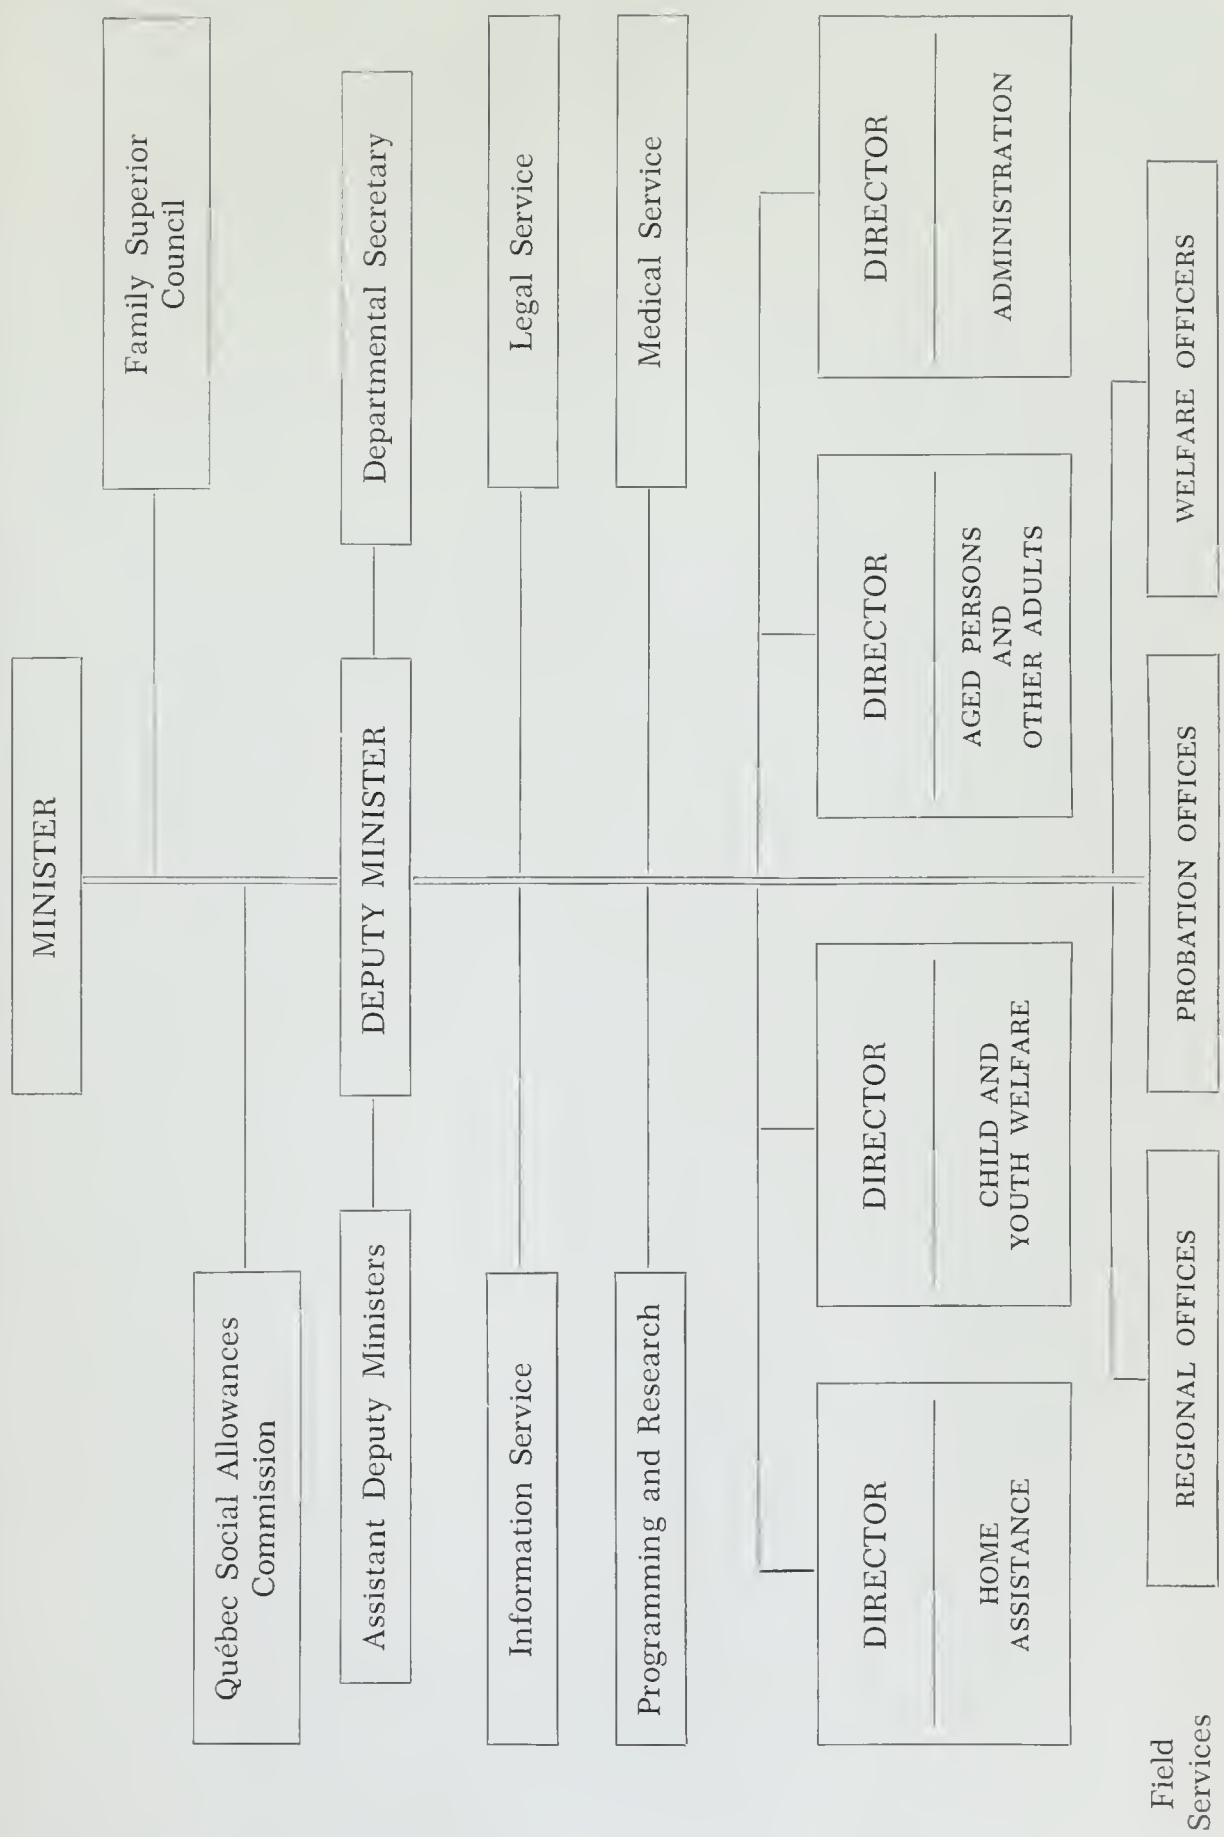 MINISTER
Family Superior
Council
Québec Social Allowances
Commission
Assistant Deputy Ministers
DEPUTY MINISTER
Departmental Secretary
Information Service
Legal Service
Programming and Research
Medical Service
DIRECTOR
HOME
ASSISTANCE
DIRECTOR
CHILD AND
YOUTH WELFARE
DIRECTOR
AGED PERSONS
AND
OTHER ADULTS
DIRECTOR
ADMINISTRATION
Field
Services
REGIONAL OFFICES
PROBATION OFFICES
WELFARE OFFICERS